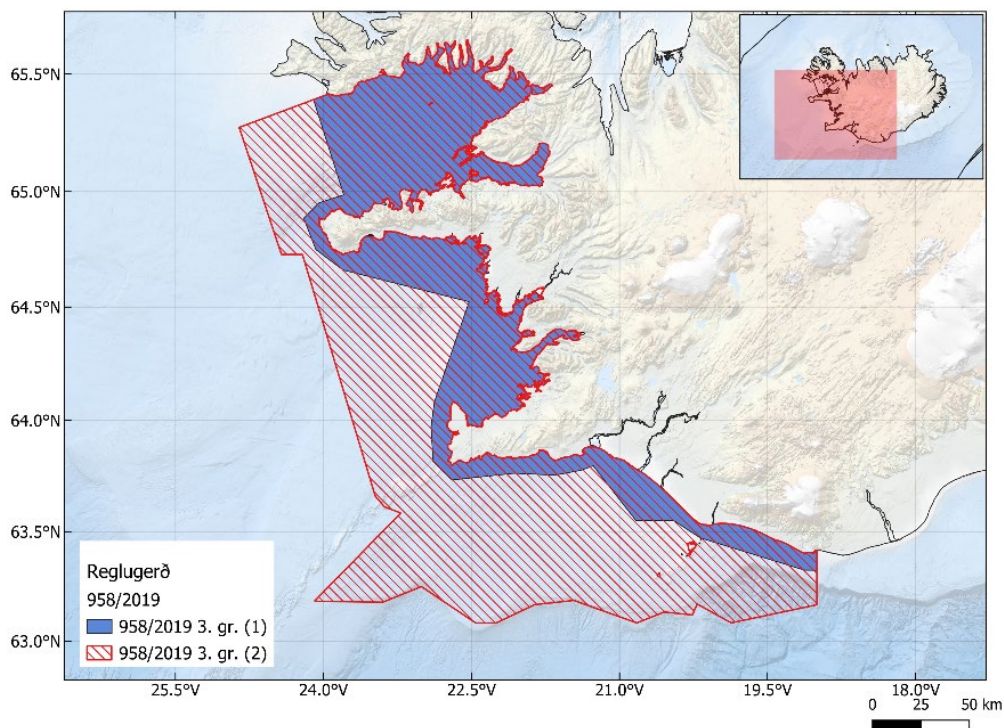 65.5°N
65.0°N
64.5°N
64.0°N
63.5°N
63.0°N
Reglugerð
958/2019
958/2019 3. gr. (1)
958/2019 3. gr. (2)
25.5°V 24.0°V 22.5°V 21.0°V 19.5°V 18.0°V
0 25 50 km